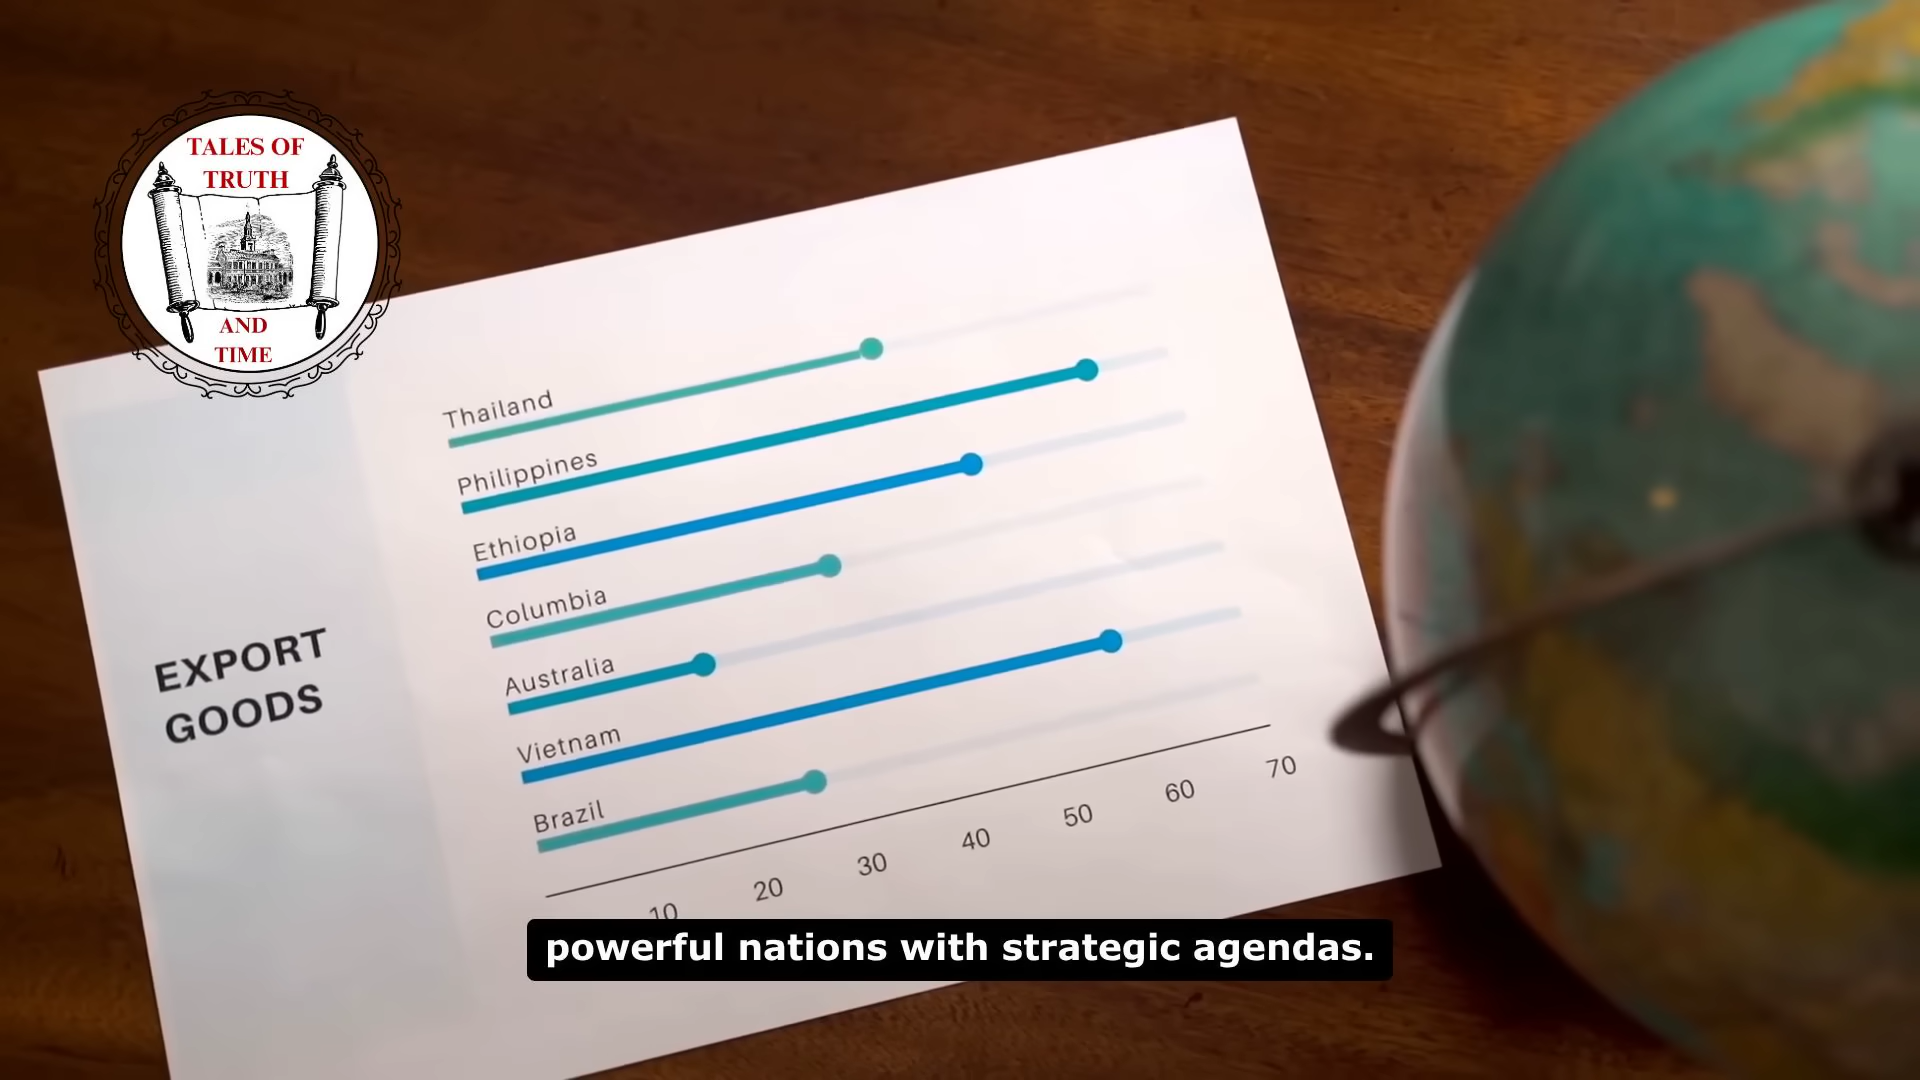 TALES OF
TRUTH
AND
TIME
EXPORT
GOODS
Thailand
Philippines
Ethiopia
Columbia
Australia
Vietnam
Brazil
10 20 30 40 50 60 70
powerful nations with strategic agendas.